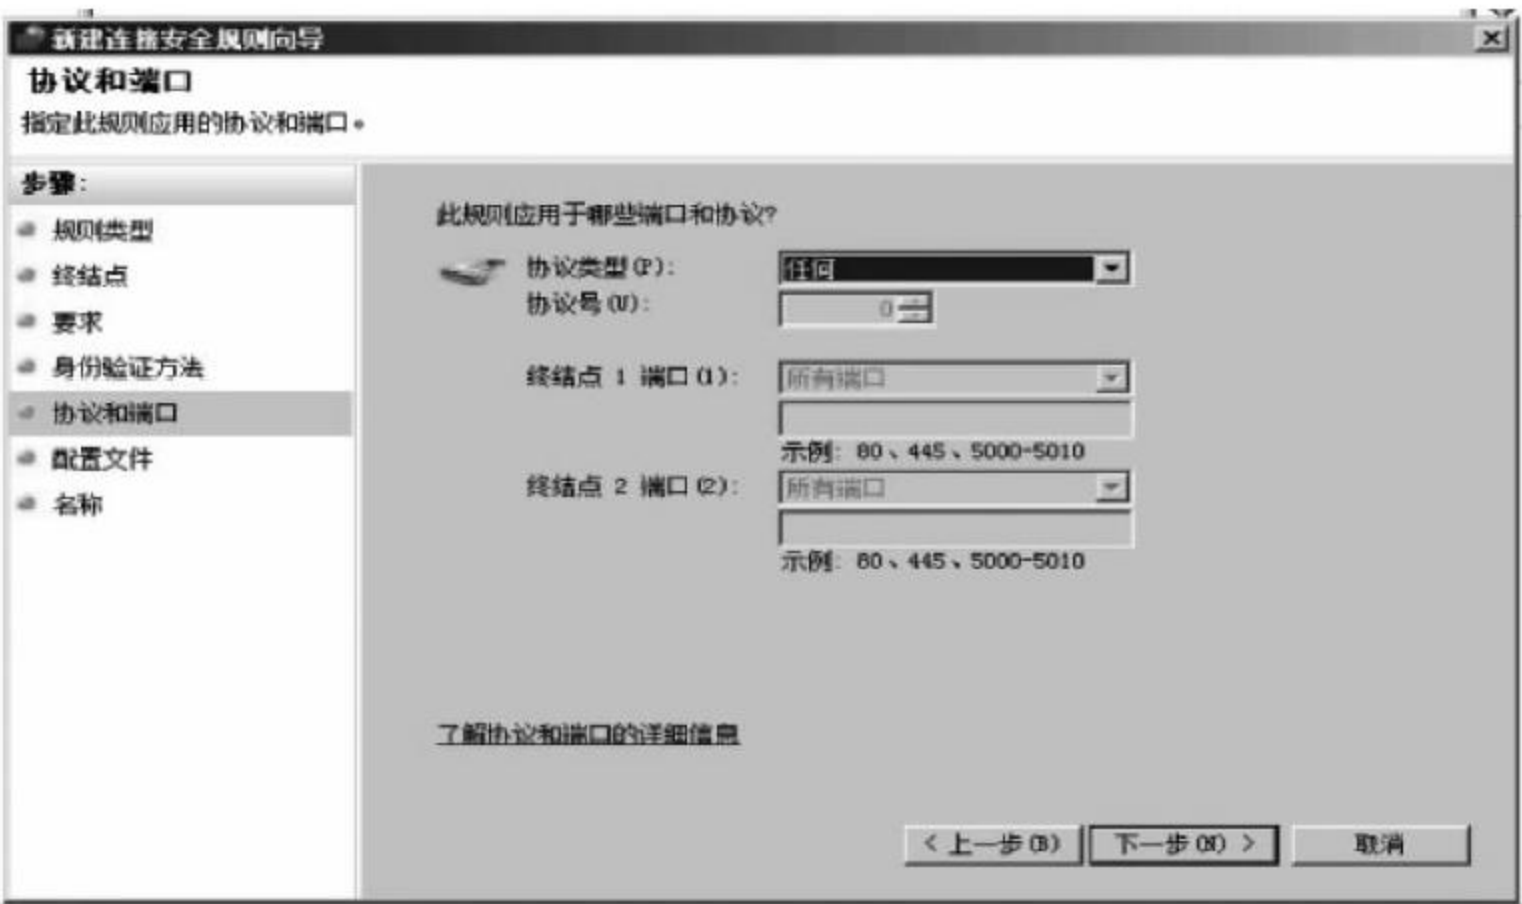 新建连接安全规则向导
协议和端口
指定此规则应用的协议和端口。
步骤:
规则类型
终结点
要求
身份验证方法
协议和端口
配置文件
名称
此规则应用于哪些端口和协议?
协议类型(P): 任何
协议号(U): 0
终结点 1 端口(1): 所有端口
示例: 80、445、5000-5010
终结点 2 端口(2): 所有端口
示例: 80、445、5000-5010
了解协议和端口的详细信息
< 上一步(B) 下一步(N) > 取消